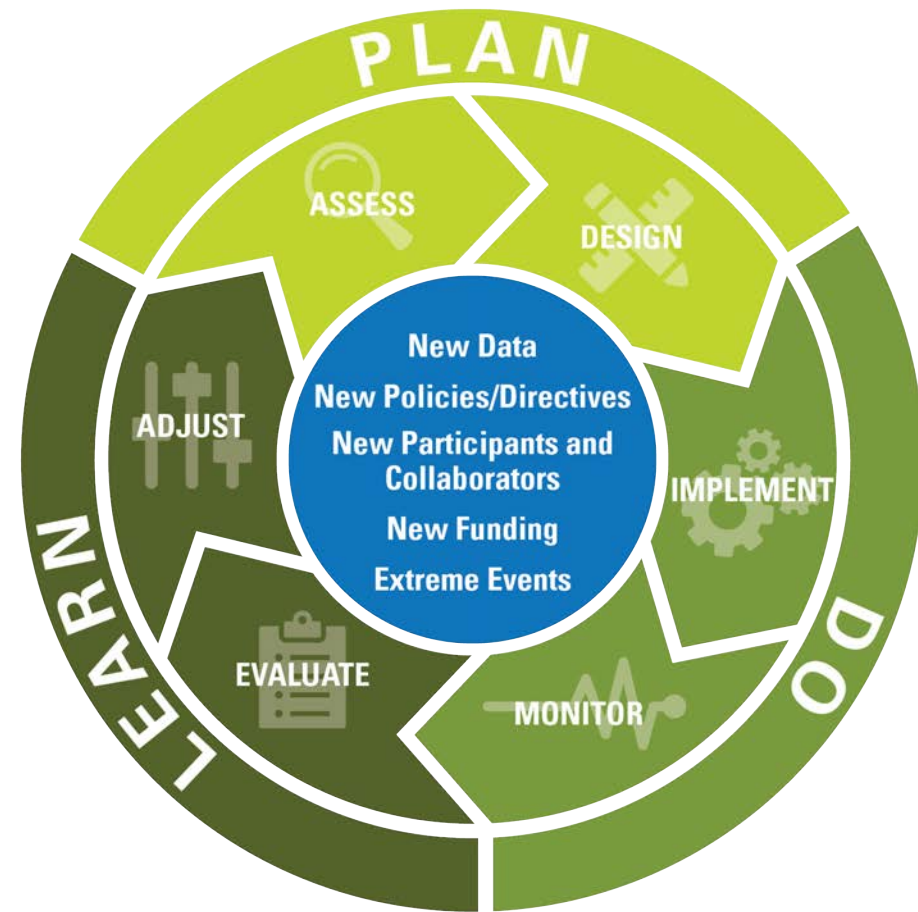 PLAN
ASSESS
DESIGN
IMPLEMENT
DO
MONITOR
EVALUATE
LEARN
ADJUST
New Data
New Policies/Directives
New Participants and
Collaborators
New Funding
Extreme Events